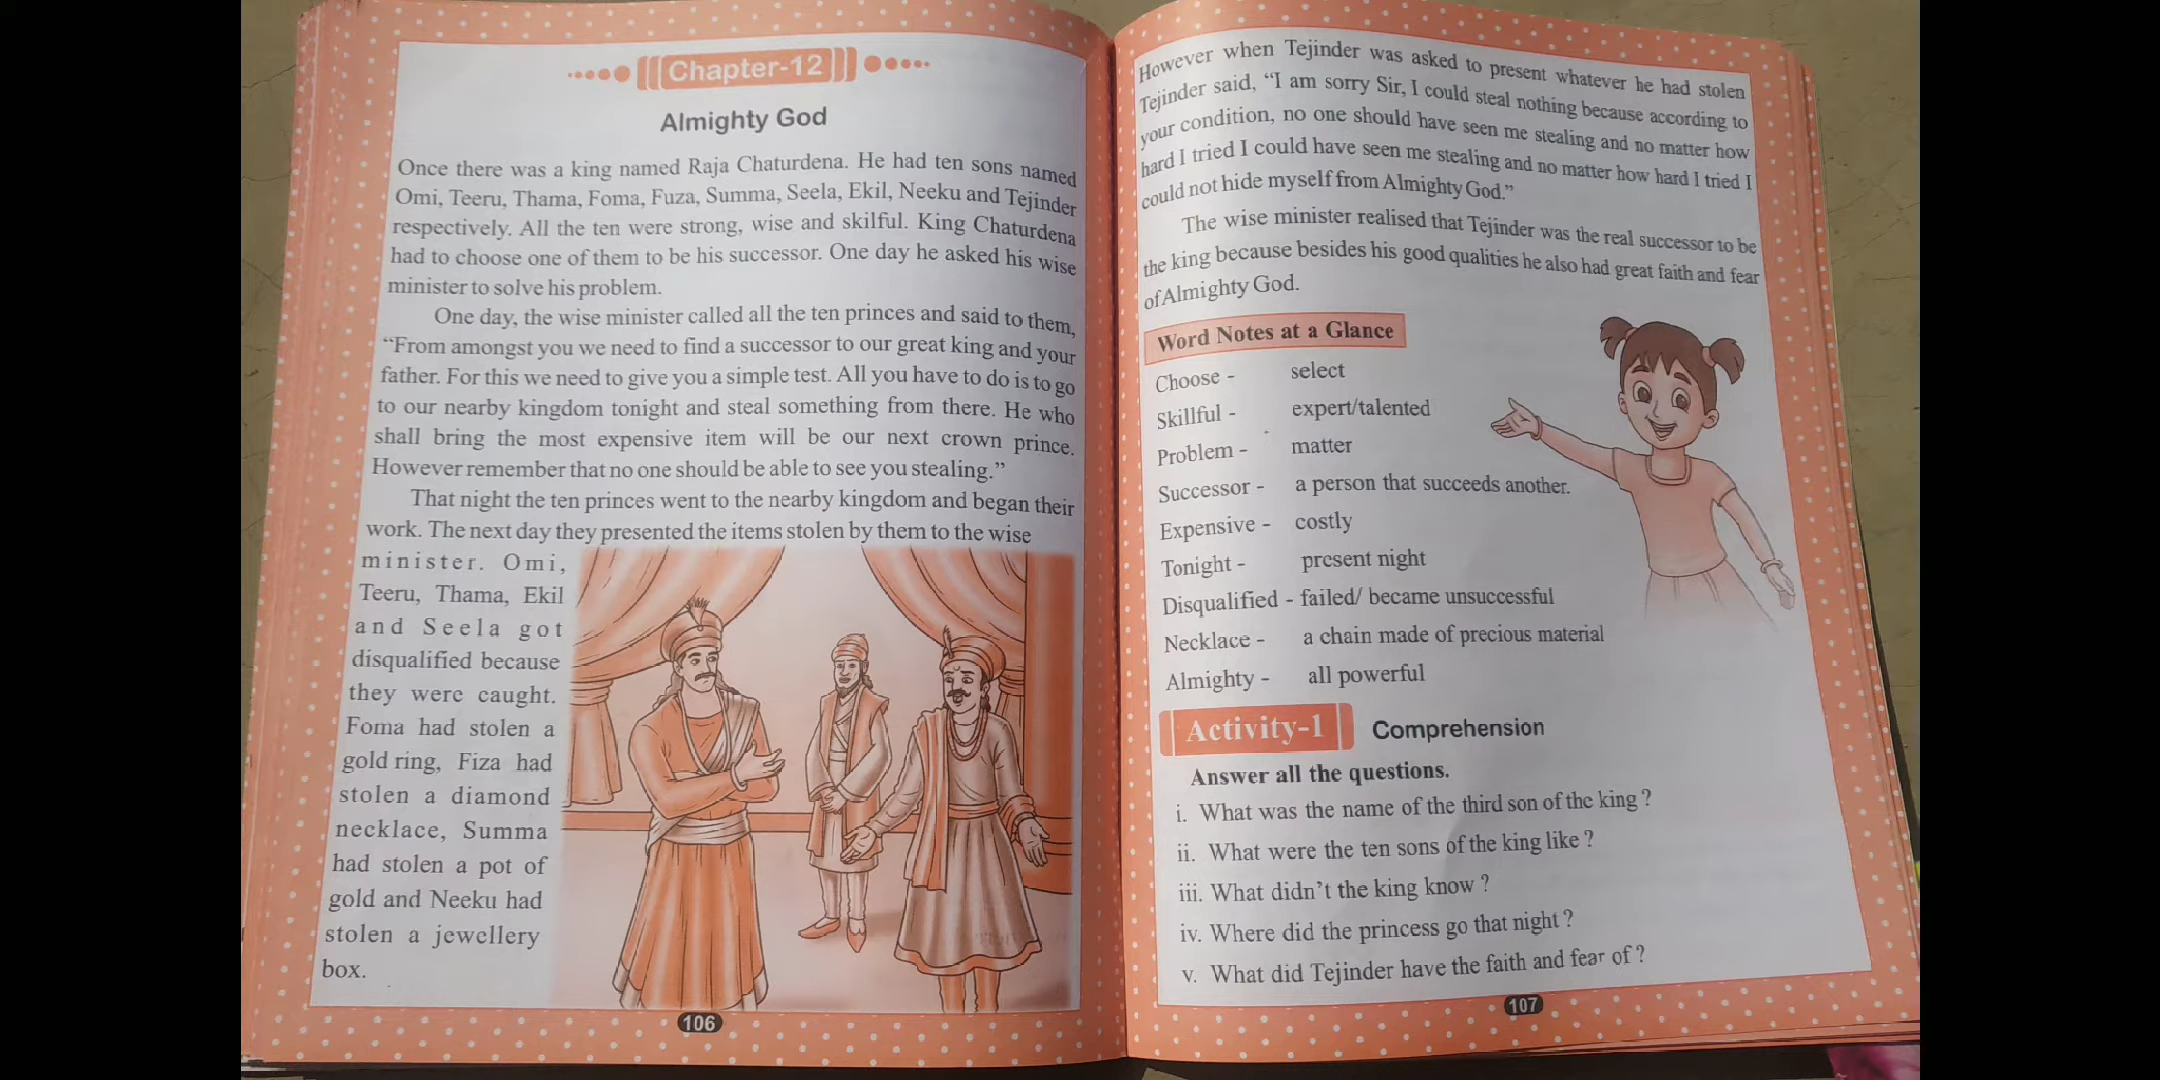 Chapter-12
Almighty God
Once there was a king named Raja Chaturdena. He had ten sons named
Omi, Teeru, Thama, Foma, Fuza, Summa, Seela, Ekil, Neeku and Tejinder
respectively. All the ten were strong, wise and skilful. King Chaturdena
had to choose one of them to be his successor. One day he asked his wise
minister to solve his problem.
One day, the wise minister called all the ten princes and said to them,
“From amongst you we need to find a successor to our great king and your
father. For this we need to give you a simple test. All you have to do is to go
to our nearby kingdom tonight and steal something from there. He who
shall bring the most expensive item will be our next crown prince.
However remember that no one should be able to see you stealing.”
That night the ten princes went to the nearby kingdom and began their
work. The next day they presented the items stolen by them to the wise
minister. Omi,
Teeru, Thama, Ekil
and Seela got
disqualified because
they were caught.
Foma had stolen a
gold ring, Fiza had
stolen a diamond
necklace, Summa
had stolen a pot of
gold and Neeku had
stolen a jewellery
box.
106
However when Tejinder was asked to present whatever he had stolen
Tejinder said, “I am sorry Sir, I could steal nothing because according to
your condition, no one should have seen me stealing and no matter how
hard I tried I could have seen me stealing and no matter how hard I tried I
could not hide myself from Almighty God.”
The wise minister realised that Tejinder was the real successor to be
the king because besides his good qualities he also had great faith and fear
of Almighty God.
Word Notes at a Glance
Choose - select
Skillful - expert/talented
Problem - matter
Successor - a person that succeeds another.
Expensive - costly
Tonight - present night
Disqualified - failed/ became unsuccessful
Necklace - a chain made of precious material
Almighty - all powerful
Activity-1 Comprehension
Answer all the questions.
i. What was the name of the third son of the king ?
ii. What were the ten sons of the king like ?
iii. What didn’t the king know ?
iv. Where did the princess go that night ?
v. What did Tejinder have the faith and fear of ?
107